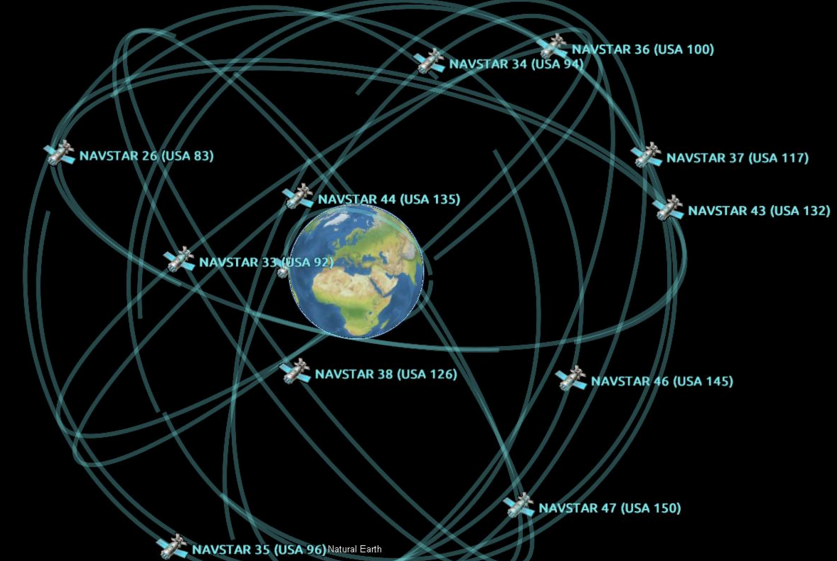 NAVSTAR 36 (USA 100)
NAVSTAR 34 (USA 94)
NAVSTAR 26 (USA 83)
NAVSTAR 37 (USA 117)
NAVSTAR 44 (USA 135)
NAVSTAR 43 (USA 132)
NAVSTAR 33 (USA 92)
NAVSTAR 38 (USA 126)
NAVSTAR 46 (USA 145)
NAVSTAR 47 (USA 150)
NAVSTAR 35 (USA 96)
Natural Earth